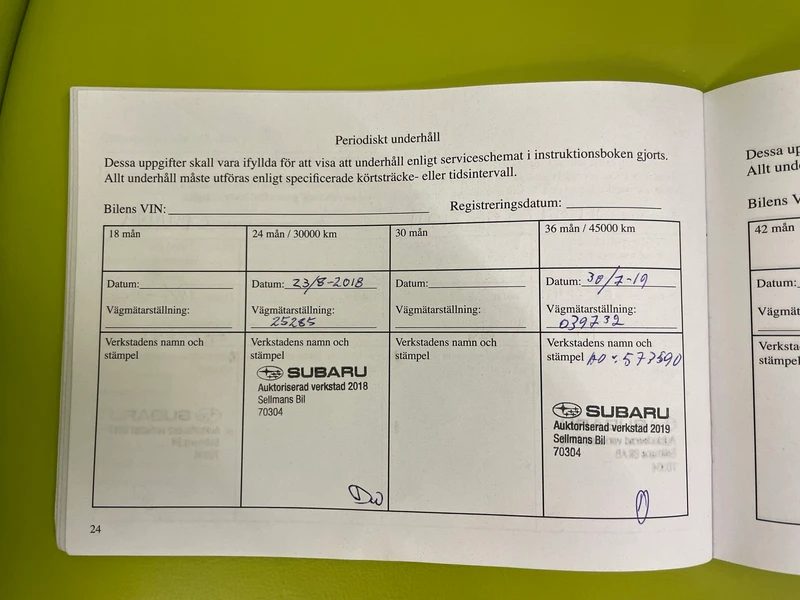 Periodiskt underhåll
Dessa uppgifter skall vara ifyllda för att visa att underhåll enligt serviceschemat i instruktionsboken gjorts.
Allt underhåll måste utföras enligt specificerade körtsträcke- eller tidsintervall.
Bilens VIN: Registreringsdatum:
18 mån
Datum:
Vägmätarställning:
Verkstadens namn och
stämpel
24 mån / 30000 km
Datum: 23/8-2018
Vägmätarställning:
25285
Verkstadens namn och
stämpel
SUBARU
Auktoriserad verkstad 2018
Sellmans Bil
70304
30 mån
Datum:
Vägmätarställning:
Verkstadens namn och
stämpel
36 mån / 45000 km
Datum: 30/7-19
Vägmätarställning:
039732
Verkstadens namn och
stämpel AO: 573590
SUBARU
Auktoriserad verkstad 2019
Sellmans Bil
70304
24
Dessa up
Allt und
Bilens V
42 mån
Datum:
Vägmät
Verksta
stämpel